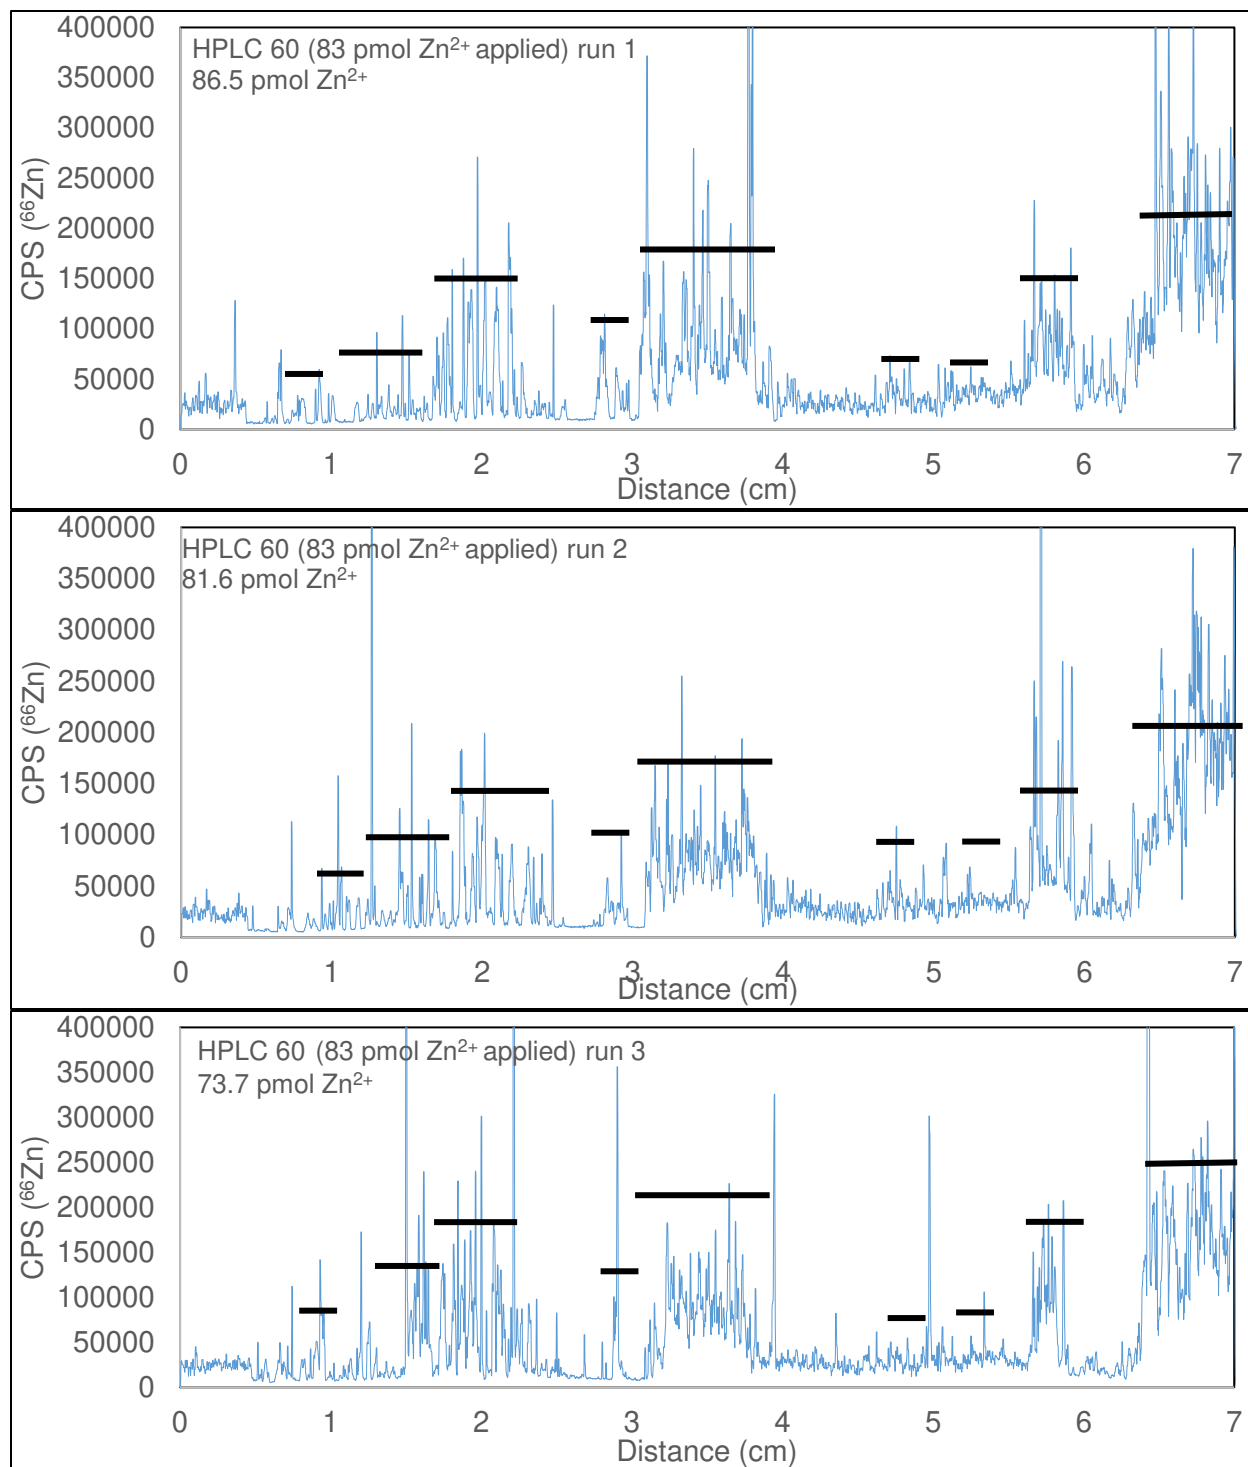 400000
350000
300000
250000
200000
150000
100000
50000
0
CPS (⁶⁶Zn)
HPLC 60 (83 pmol Zn²⁺ applied) run 1
86.5 pmol Zn²⁺
0 1 2 3 4 5 6 7
Distance (cm)
400000
350000
300000
250000
200000
150000
100000
50000
0
CPS (⁶⁶Zn)
HPLC 60 (83 pmol Zn²⁺ applied) run 2
81.6 pmol Zn²⁺
0 1 2 3 4 5 6 7
Distance (cm)
400000
350000
300000
250000
200000
150000
100000
50000
0
CPS (⁶⁶Zn)
HPLC 60 (83 pmol Zn²⁺ applied) run 3
73.7 pmol Zn²⁺
0 1 2 3 4 5 6 7
Distance (cm)